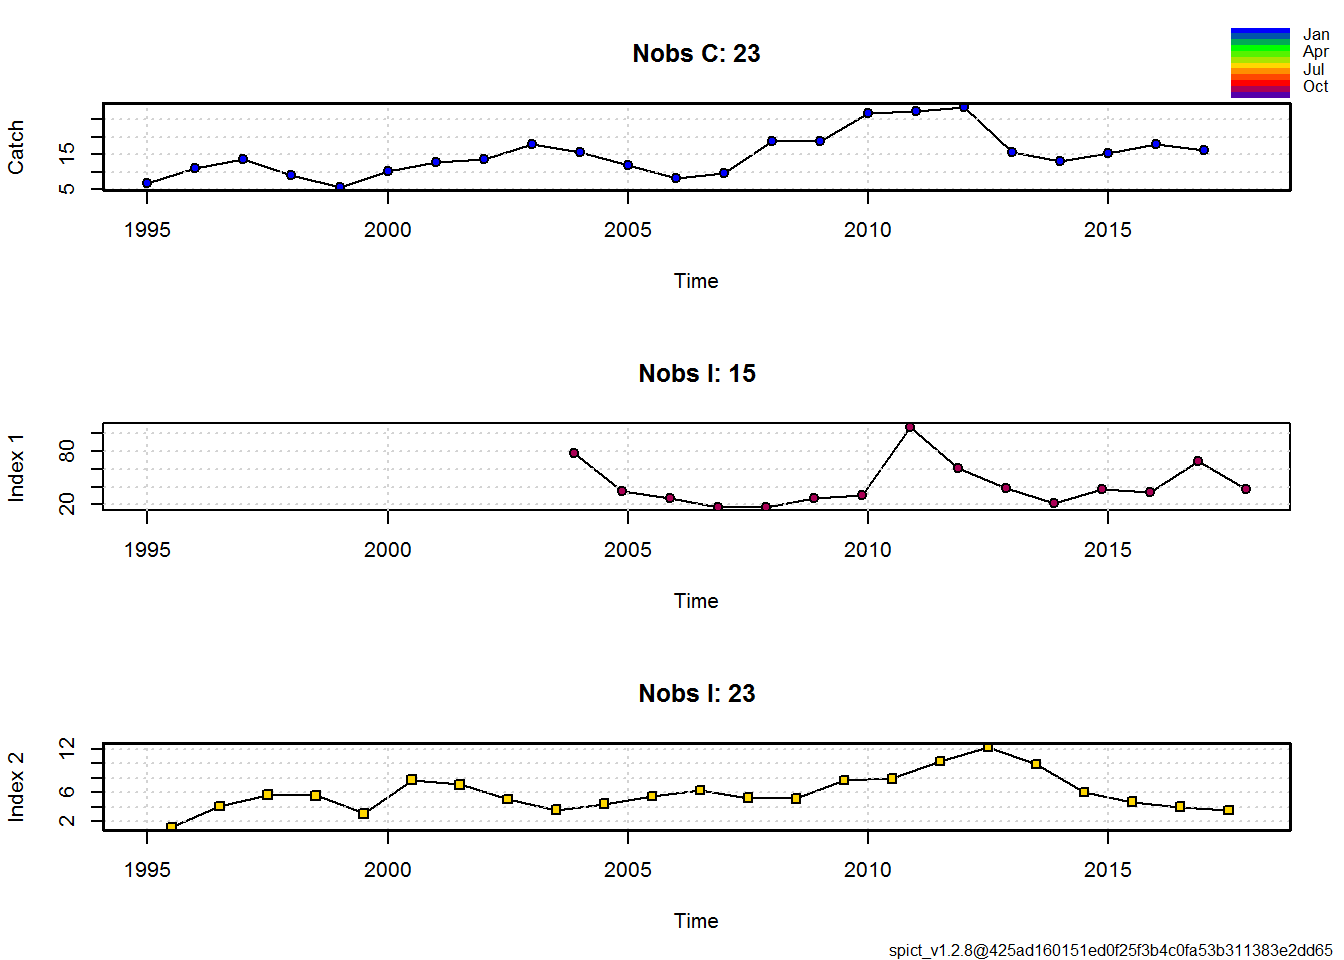 Nobs C: 23
Jan
Apr
Jul
Oct
Catch
15
5
1995 2000 2005 2010 2015
Time
Nobs I: 15
Index 1
80
20
1995 2000 2005 2010 2015
Time
Nobs I: 23
Index 2
12
6
2
1995 2000 2005 2010 2015
Time
spict_v1.2.8@425ad160151ed0f25f3b4c0fa53b311383e2dd65